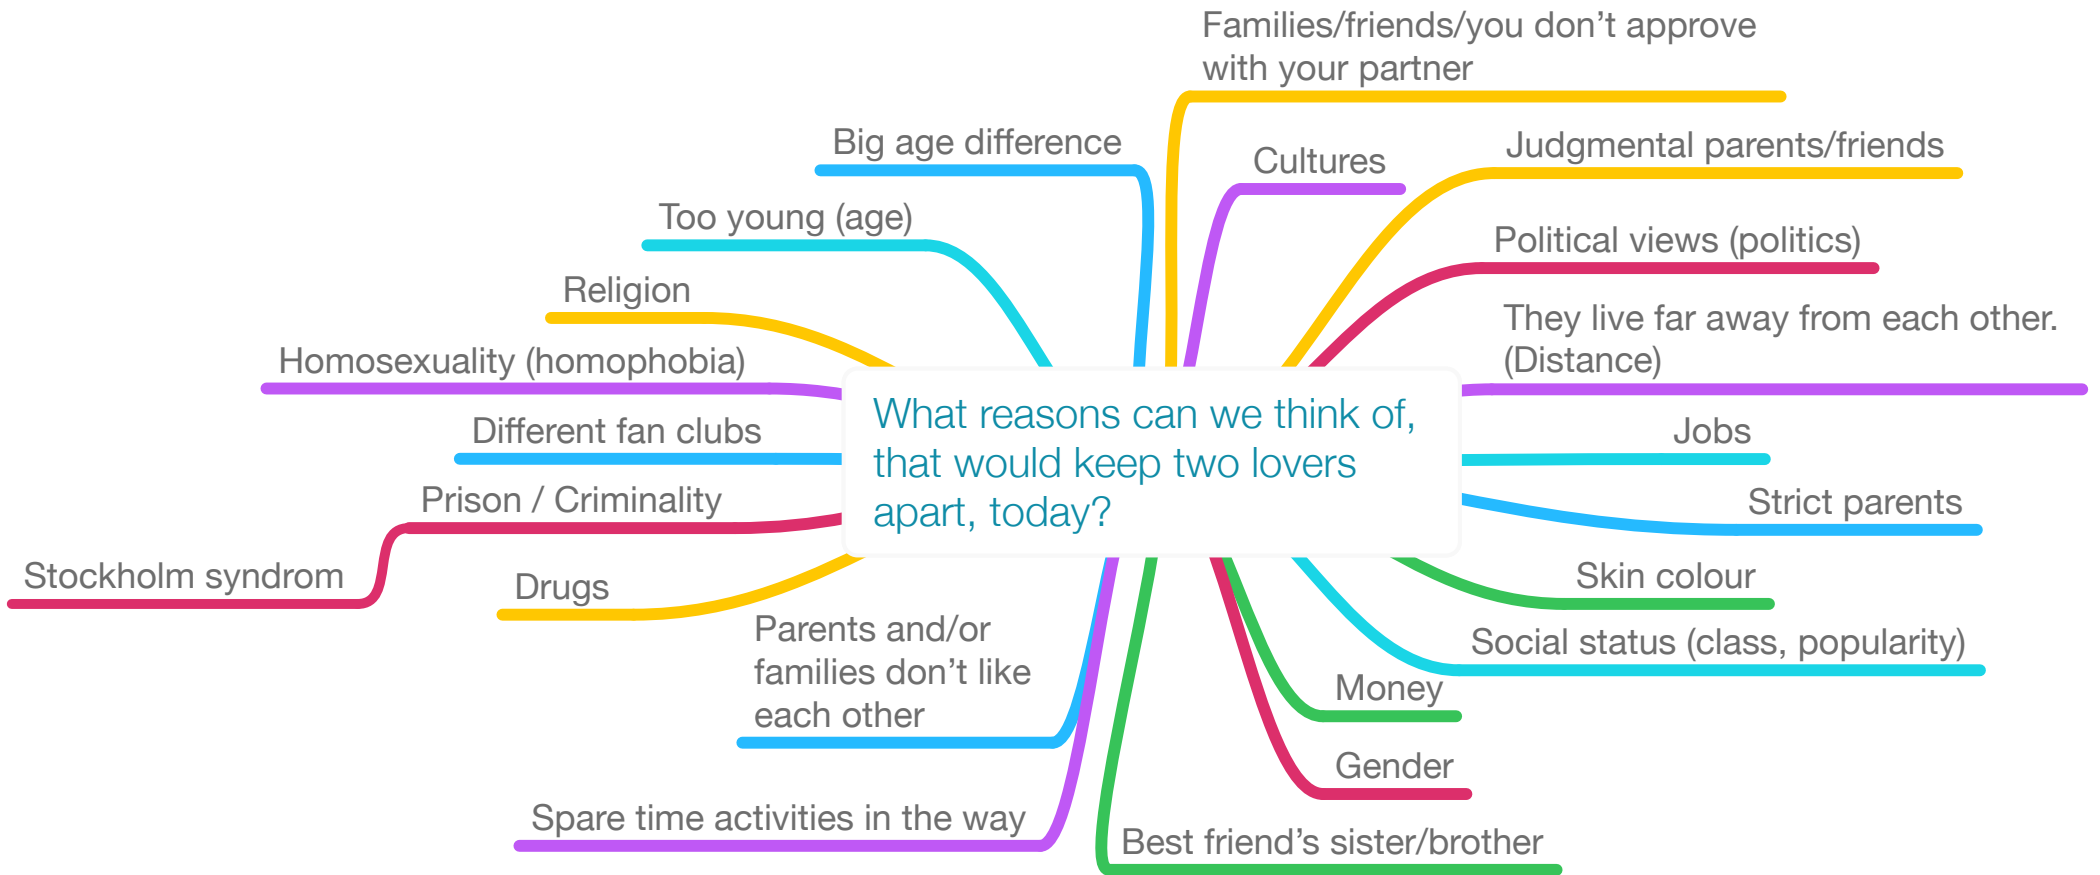 Families/friends/you don’t approve
with your partner
Big age difference
Cultures
Judgmental parents/friends
Too young (age)
Political views (politics)
Religion
They live far away from each other.
(Distance)
Homosexuality (homophobia)
What reasons can we think of,
that would keep two lovers
apart, today?
Different fan clubs
Jobs
Prison / Criminality
Strict parents
Stockholm syndrom
Drugs
Skin colour
Parents and/or
families don’t like
each other
Social status (class, popularity)
Money
Gender
Spare time activities in the way
Best friend’s sister/brother